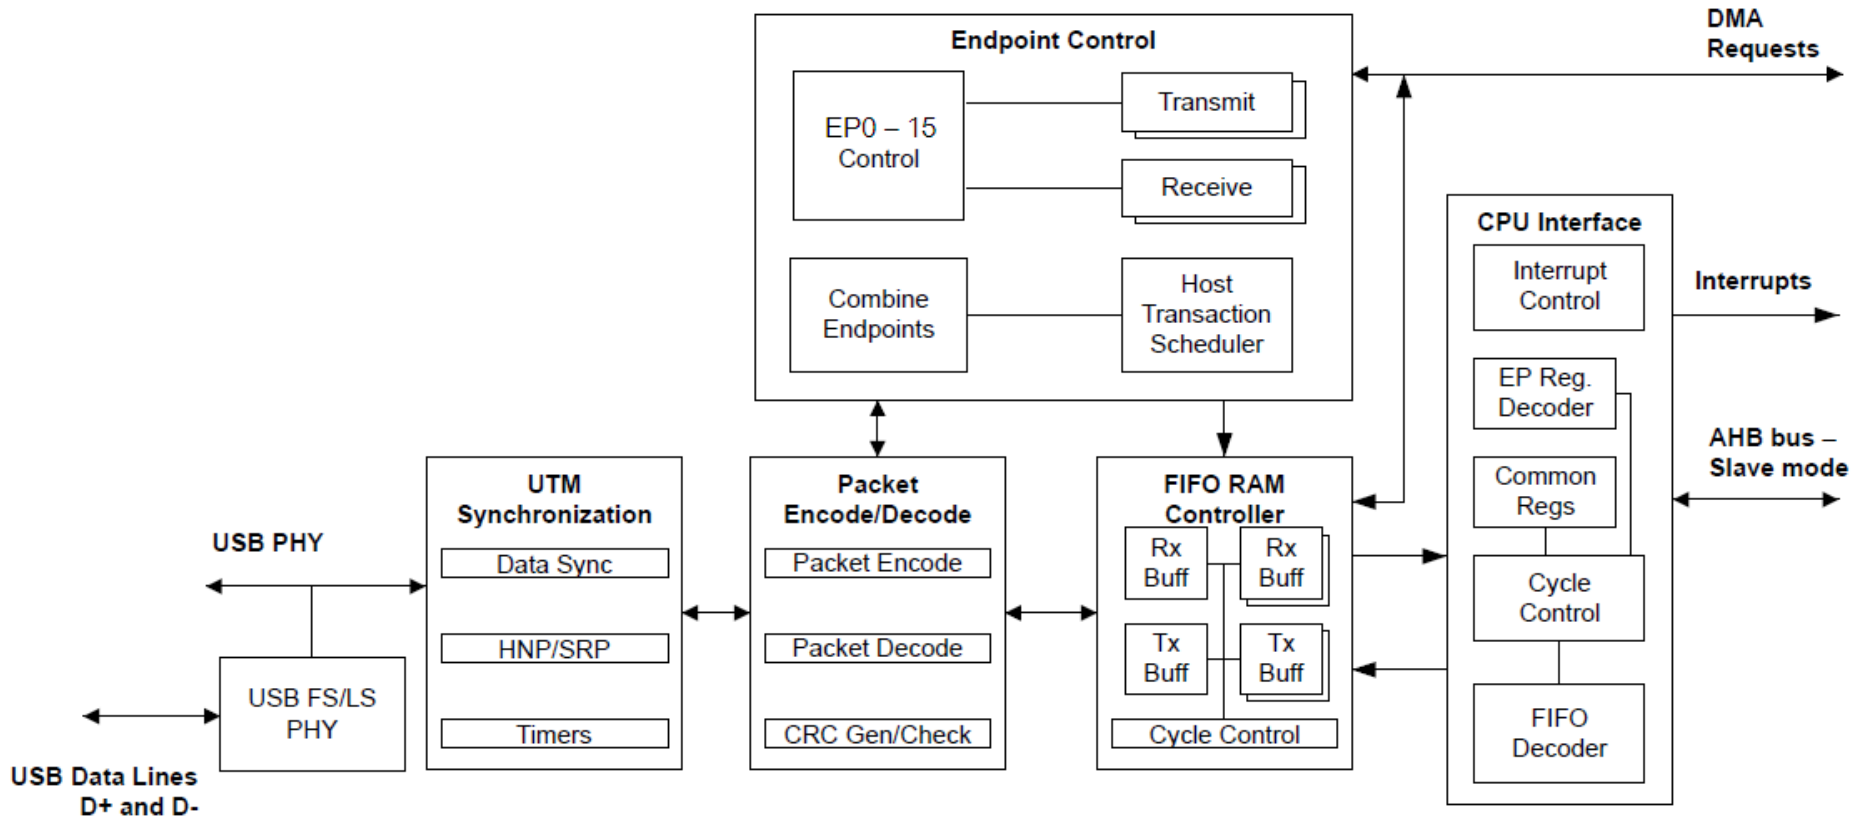 Endpoint Control
DMA
Requests
EP0 – 15
Control
Transmit
Receive
Combine
Endpoints
Host
Transaction
Scheduler
CPU Interface
Interrupt
Control
Interrupts
EP Reg.
Decoder
AHB bus –
Slave mode
Common
Regs
Cycle
Control
FIFO
Decoder
UTM
Synchronization
Data Sync
HNP/SRP
Timers
Packet
Encode/Decode
Packet Encode
Packet Decode
CRC Gen/Check
FIFO RAM
Controller
Rx
Buff
Rx
Buff
Tx
Buff
Tx
Buff
Cycle Control
USB PHY
USB FS/LS
PHY
USB Data Lines
D+ and D-